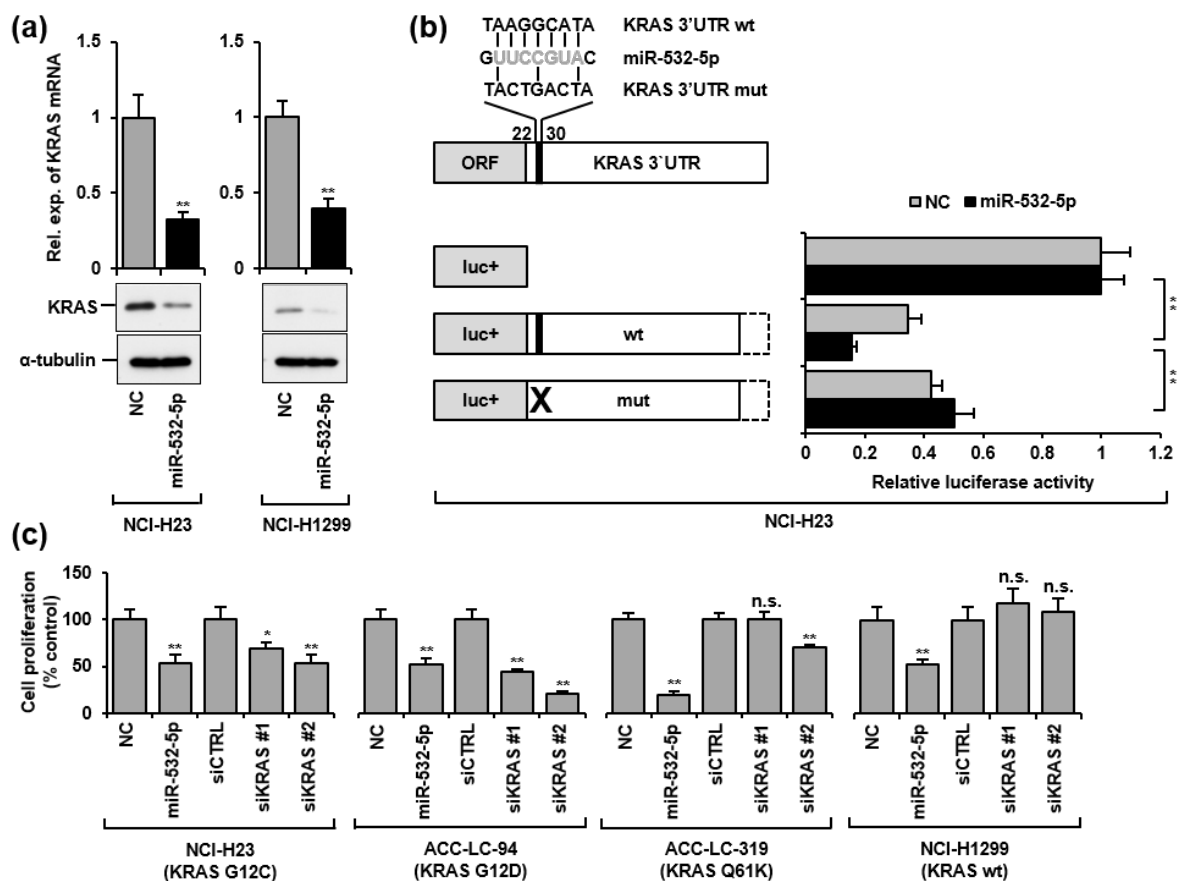 (a)
Rel. exp. of KRAS mRNA
1
0.5
0
**
1
0.5
0
**
KRAS
α-tubulin
NC
miR-532-5p
NC
miR-532-5p
NCI-H23
NCI-H1299
(b)
TAAGGCATA KRAS 3'UTR wt
GUUCCGUAC miR-532-5p
TACTGACTA KRAS 3'UTR mut
22 30
ORF KRAS 3`UTR
luc+
luc+ wt
luc+ X mut
NC miR-532-5p
**
**
0 0.2 0.4 0.6 0.8 1 1.2
Relative luciferase activity
NCI-H23
(c)
Cell proliferation
(% control)
150
100
50
0
** * **
NC
miR-532-5p
siCTRL
siKRAS #1
siKRAS #2
NCI-H23
(KRAS G12C)
** ** **
NC
miR-532-5p
siCTRL
siKRAS #1
siKRAS #2
ACC-LC-94
(KRAS G12D)
** n.s. **
NC
miR-532-5p
siCTRL
siKRAS #1
siKRAS #2
ACC-LC-319
(KRAS Q61K)
** n.s. n.s.
NC
miR-532-5p
siCTRL
siKRAS #1
siKRAS #2
NCI-H1299
(KRAS wt)